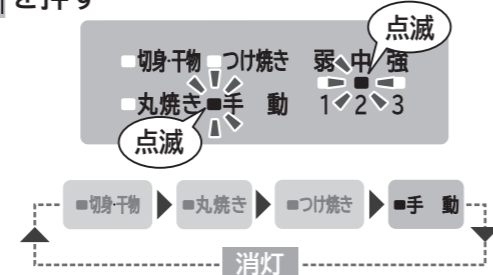 を押す
点滅
切身・干物 つけ焼き 弱 中 強
丸焼き 手 動 1 2 3
点滅
切身・干物 丸焼き つけ焼き 手 動
消灯